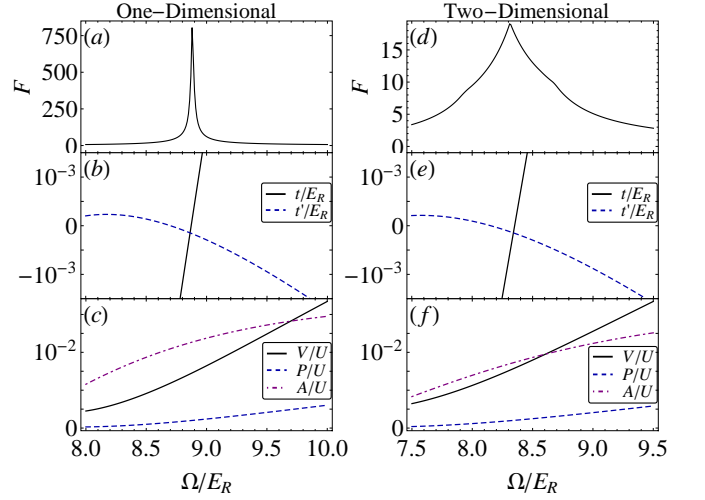 One−Dimensional
(a)
F
750
500
250
0
(b)
10⁻³
0
−10⁻³
t/E_R
t'/E_R
(c)
10⁻²
0
V/U
P/U
A/U
8.0 8.5 9.0 9.5 10.0
Ω/E_R
Two−Dimensional
(d)
F
15
10
5
0
(e)
10⁻³
0
−10⁻³
t/E_R
t'/E_R
(f)
10⁻²
0
V/U
P/U
A/U
7.5 8.0 8.5 9.0 9.5
Ω/E_R